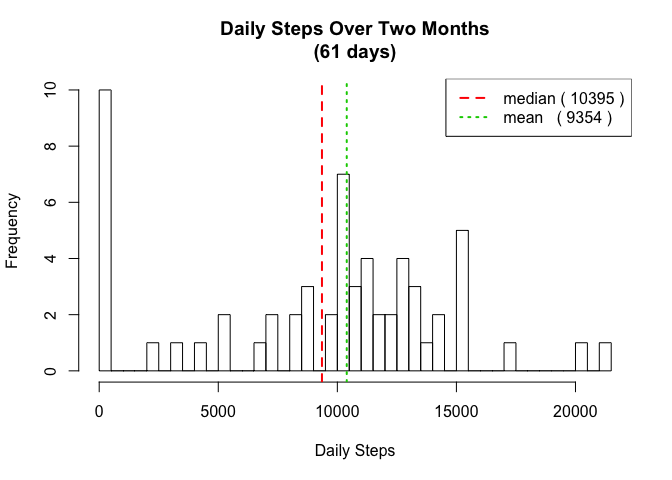 Daily Steps Over Two Months
(61 days)
median ( 10395 )
mean ( 9354 )
Frequency
10
8
6
4
2
0
0 5000 10000 15000 20000
Daily Steps